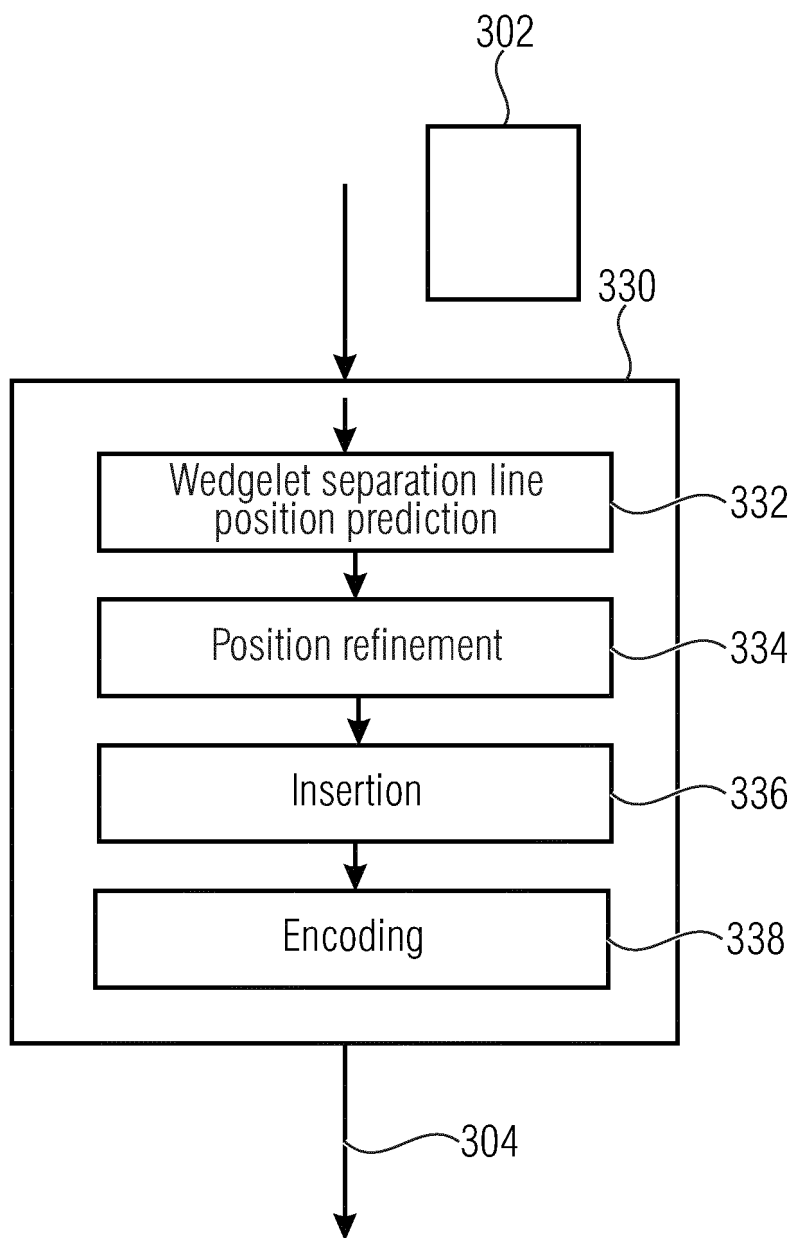 302
330
Wedgelet separation line
position prediction
332
Position refinement
334
Insertion
336
Encoding
338
304